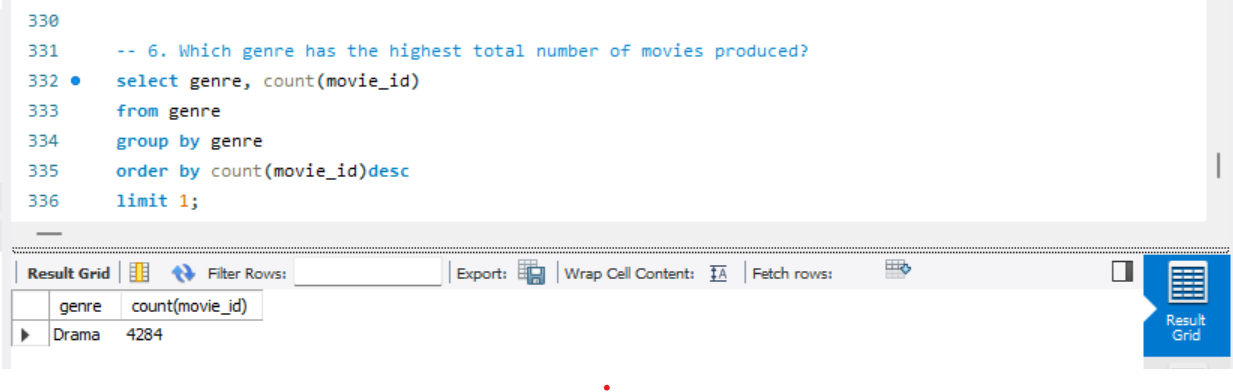 330
331 -- 6. Which genre has the highest total number of movies produced?
332 select genre, count(movie_id)
333 from genre
334 group by genre
335 order by count(movie_id)desc
336 limit 1;
Result Grid Filter Rows: Export: Wrap Cell Content: IA Fetch rows:
genre count(movie_id)
Drama 4284
Result
Grid